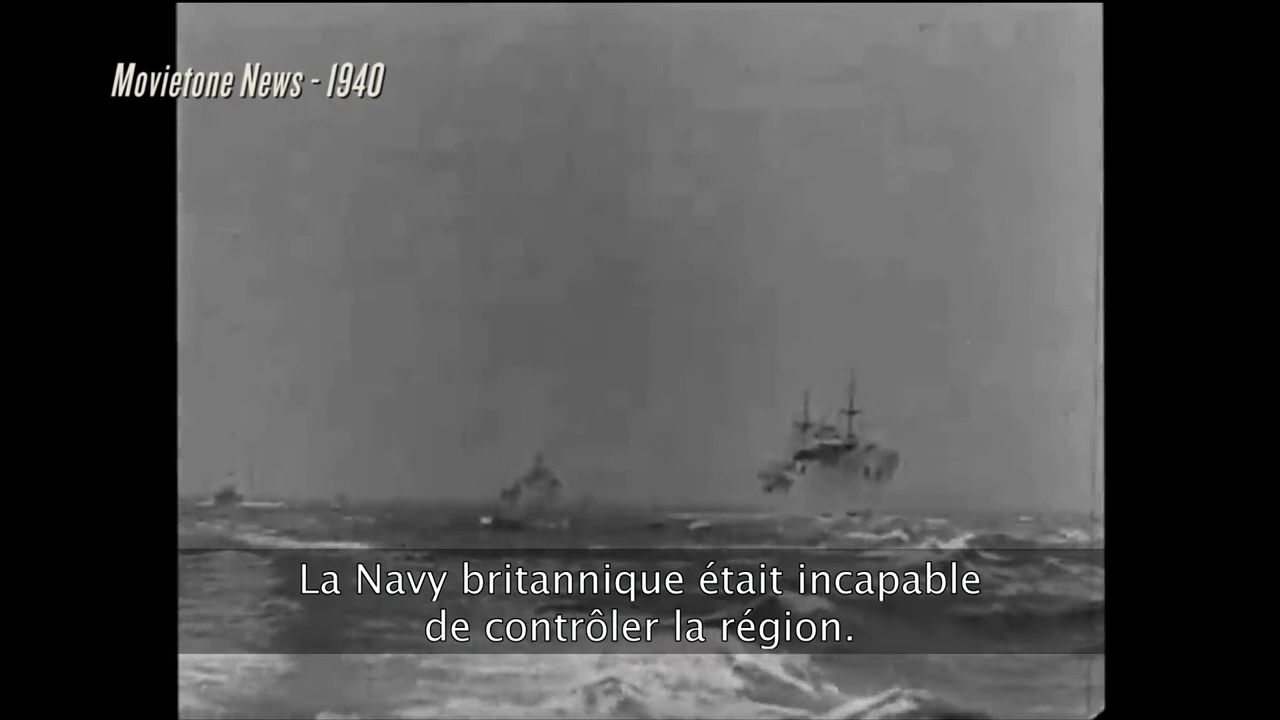 Movietone News - 1940
La Navy britannique était incapable
de contrôler la région.